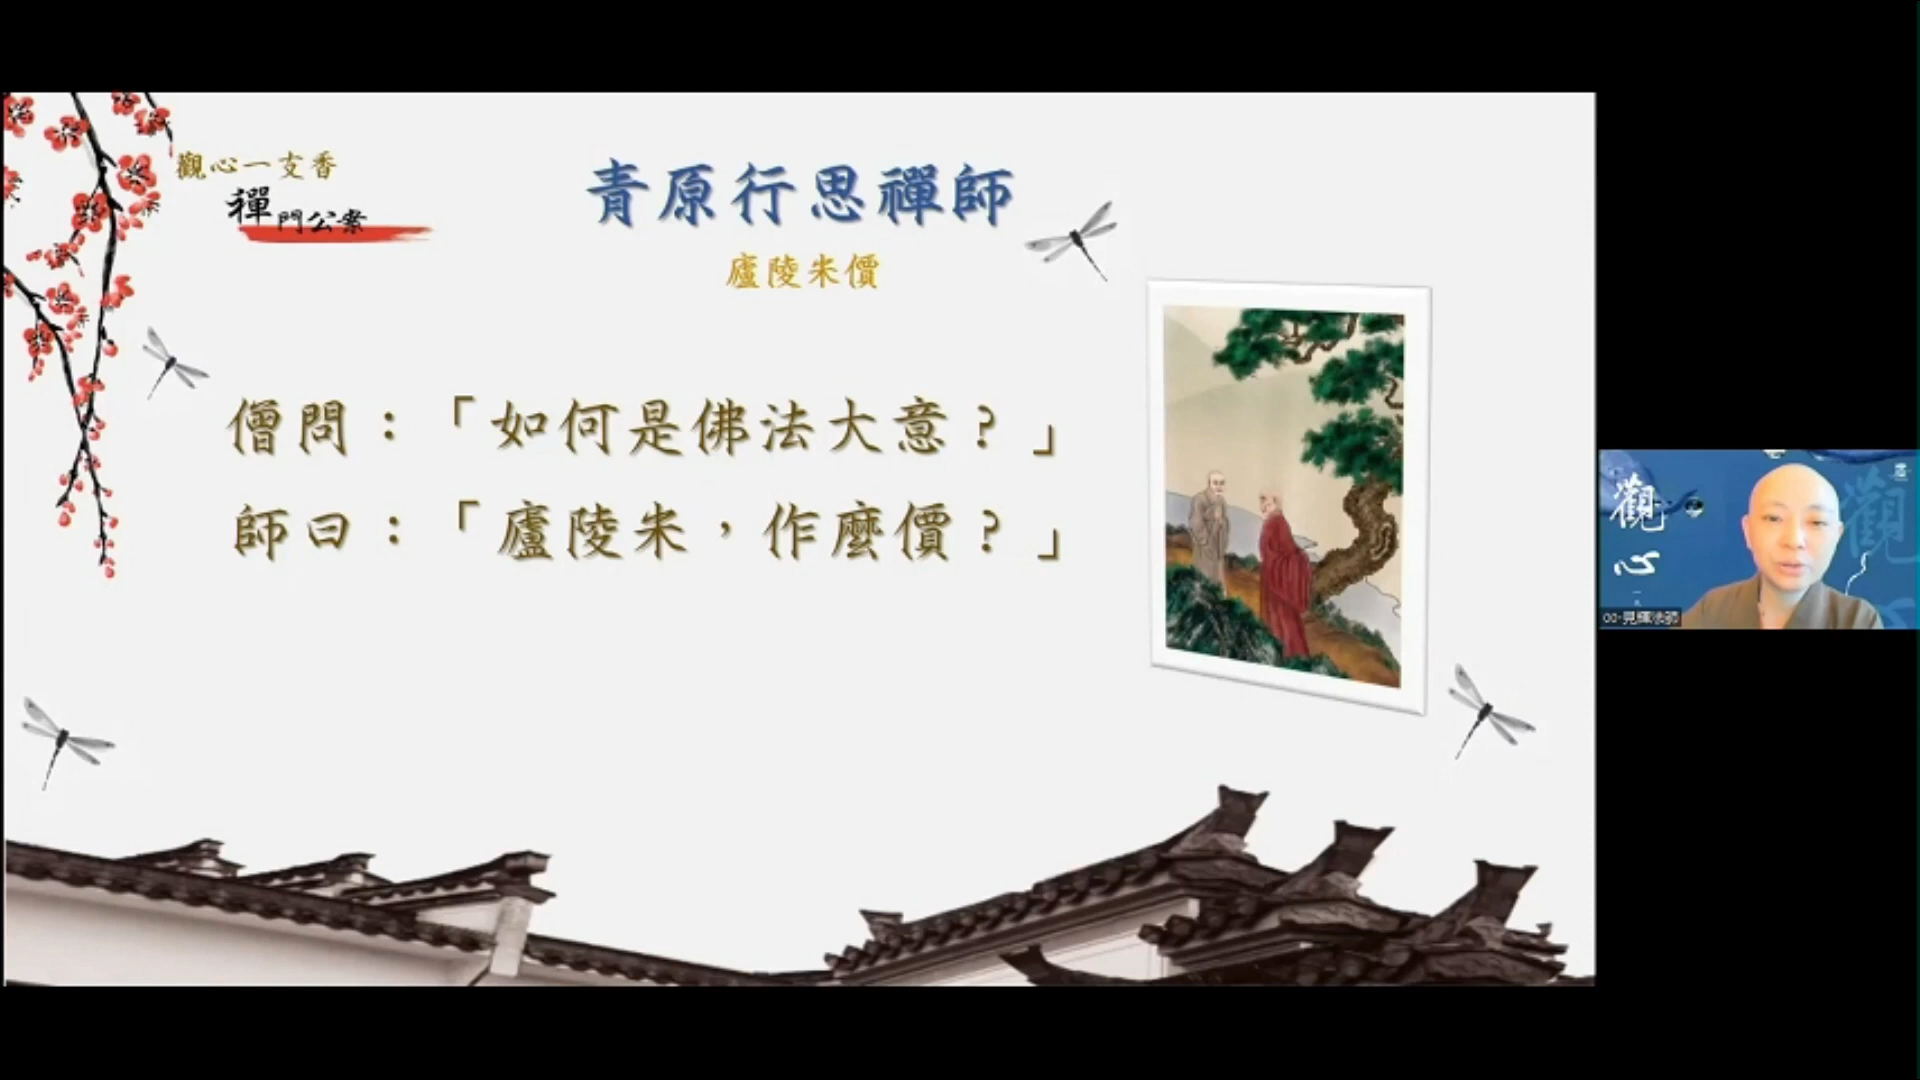 觀心一支香
禪門公案
青原行思禪師
廬陵米價
僧問：「如何是佛法大意？」
師曰：「廬陵米，作麼價？」
觀
心